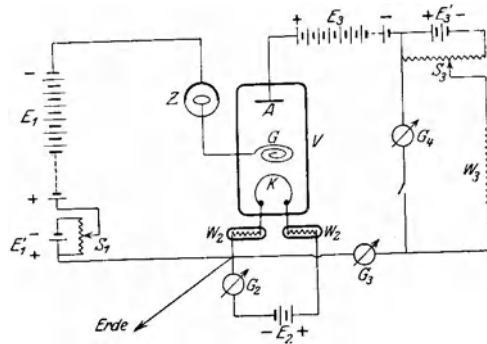 + E₃ -
+ E₃' -
- E₁
Z
S₃
A
G
V
G₄
K
W₃
+
W₂ W₂
E₁' - + S₁
G₂
G₃
Erde
- E₂ +